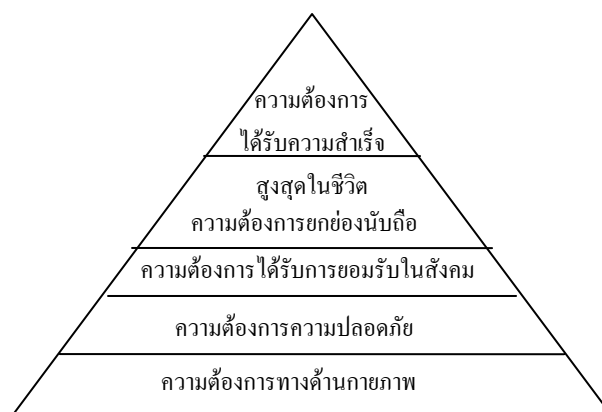 ความต้องการ
ได้รับความสำเร็จ
สูงสุดในชีวิต
ความต้องการยกย่องนับถือ
ความต้องการได้รับการยอมรับในสังคม
ความต้องการความปลอดภัย
ความต้องการทางด้านกายภาพ